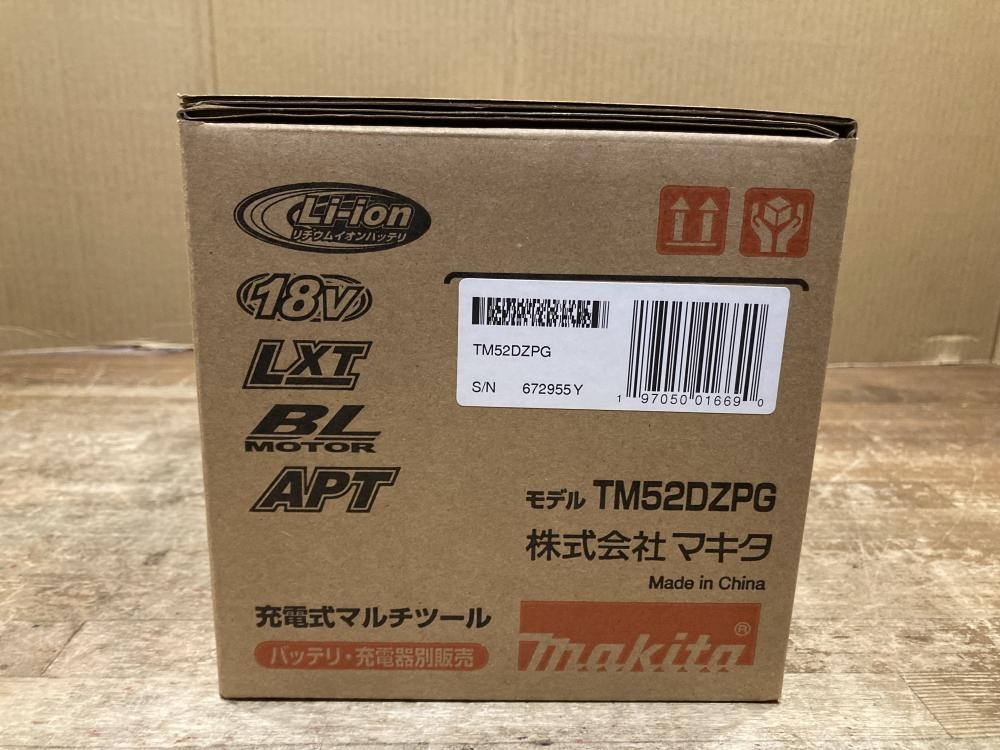 Li-ion
リチウムイオンバッテリ
18V
LXT
BL
MOTOR
APT
TM52DZPG
S/N 672955 Y
1 97050 01669 0
モデル TM52DZPG
株式会社 マキタ
Made in China
充電式マルチツール
バッテリ・充電器別販売
makita®